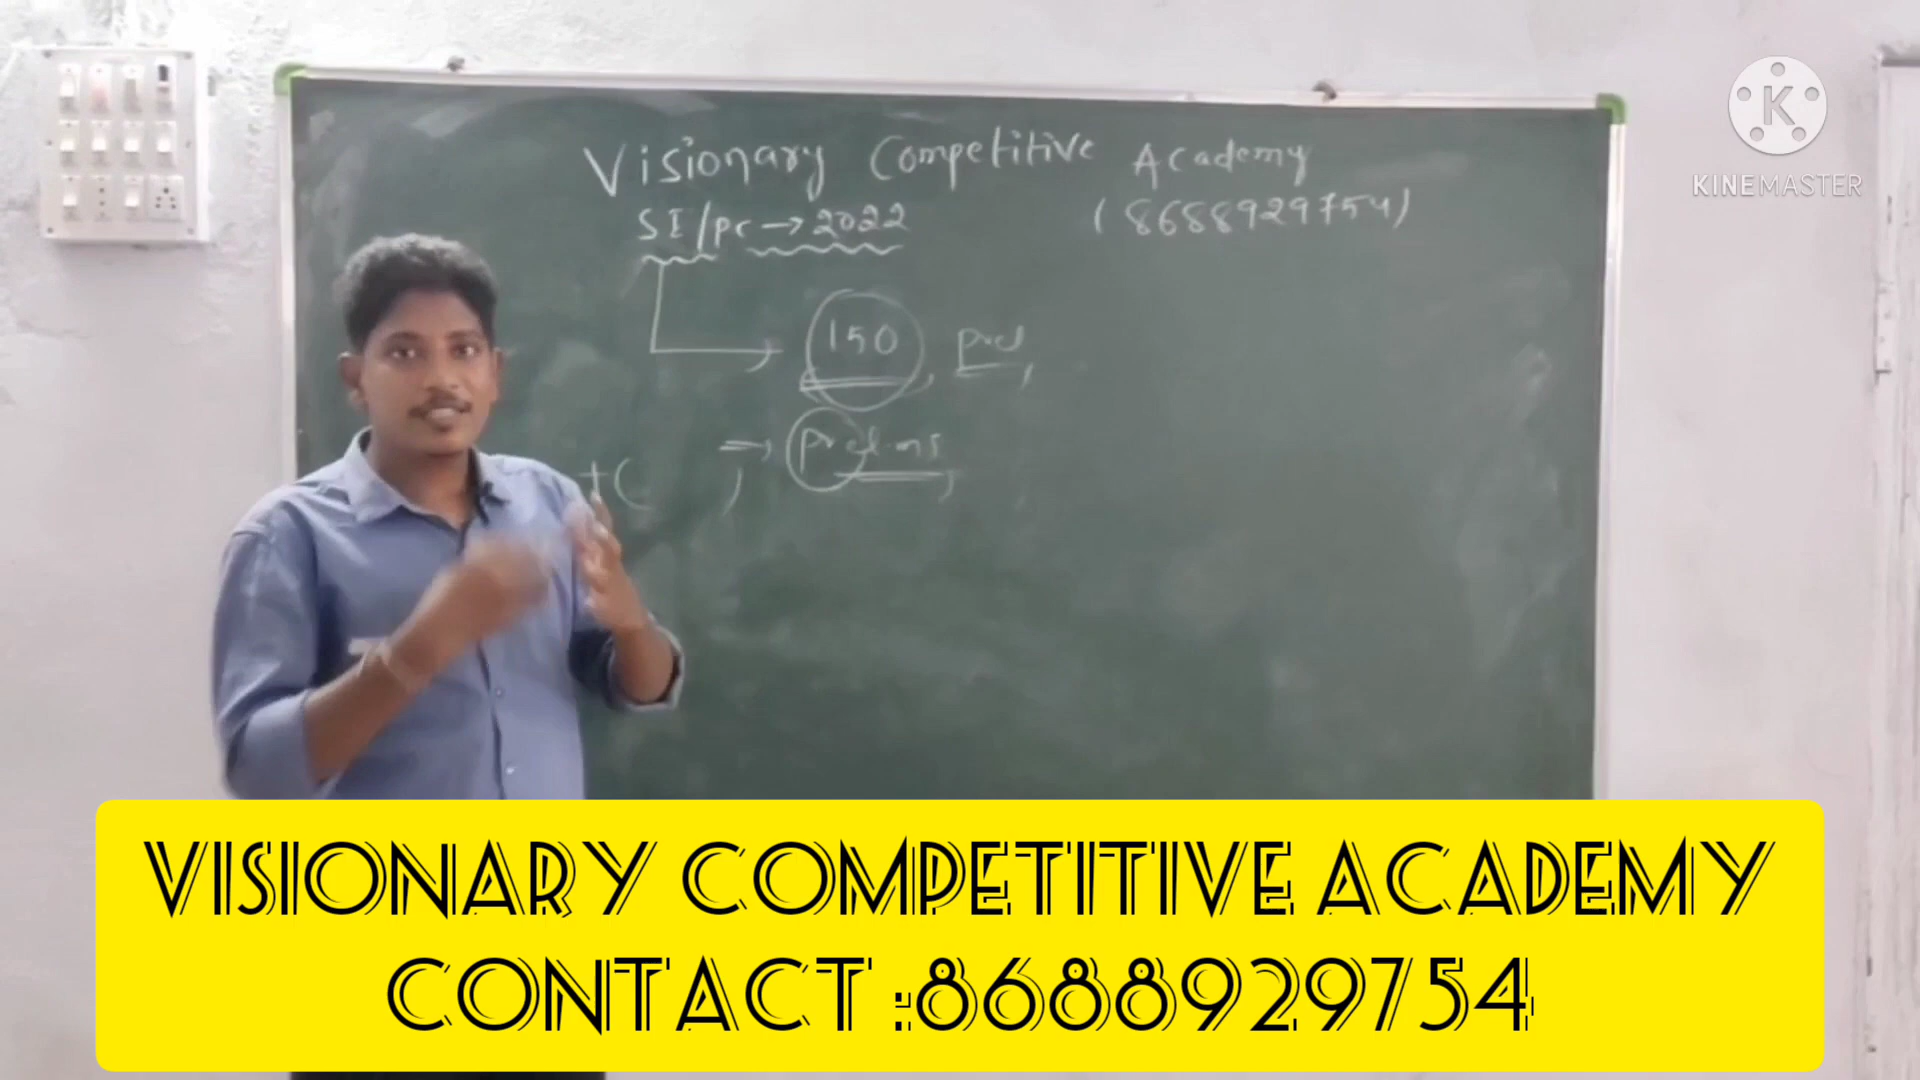 Visionary Competitive Academy
SI/PC → 2022
(8688929754)
150
KINEMASTER
VISIONARY COMPETITIVE ACADEMY
CONTACT :8688929754